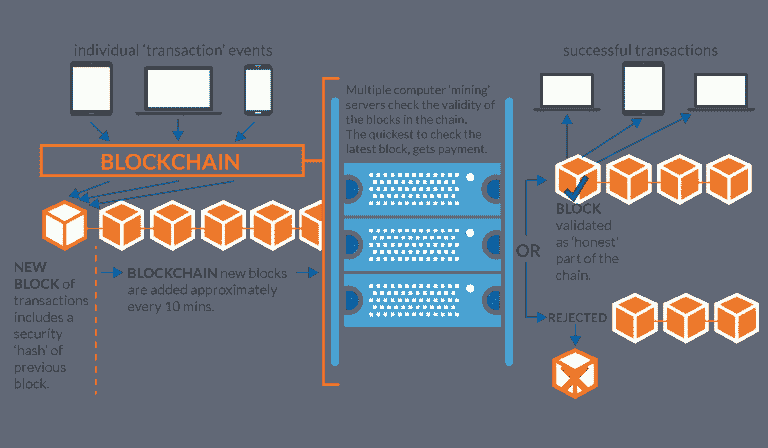 individual 'transaction' events
BLOCKCHAIN
NEW
BLOCK of
transactions
includes a
security
'hash' of
previous
block.
BLOCKCHAIN new blocks
are added approximately
every 10 mins.
Multiple computer 'mining'
servers check the validity of
the blocks in the chain.
The quickest to check the
latest block, gets payment.
OR
successful transactions
BLOCK
validated
as 'honest'
part of the
chain.
REJECTED